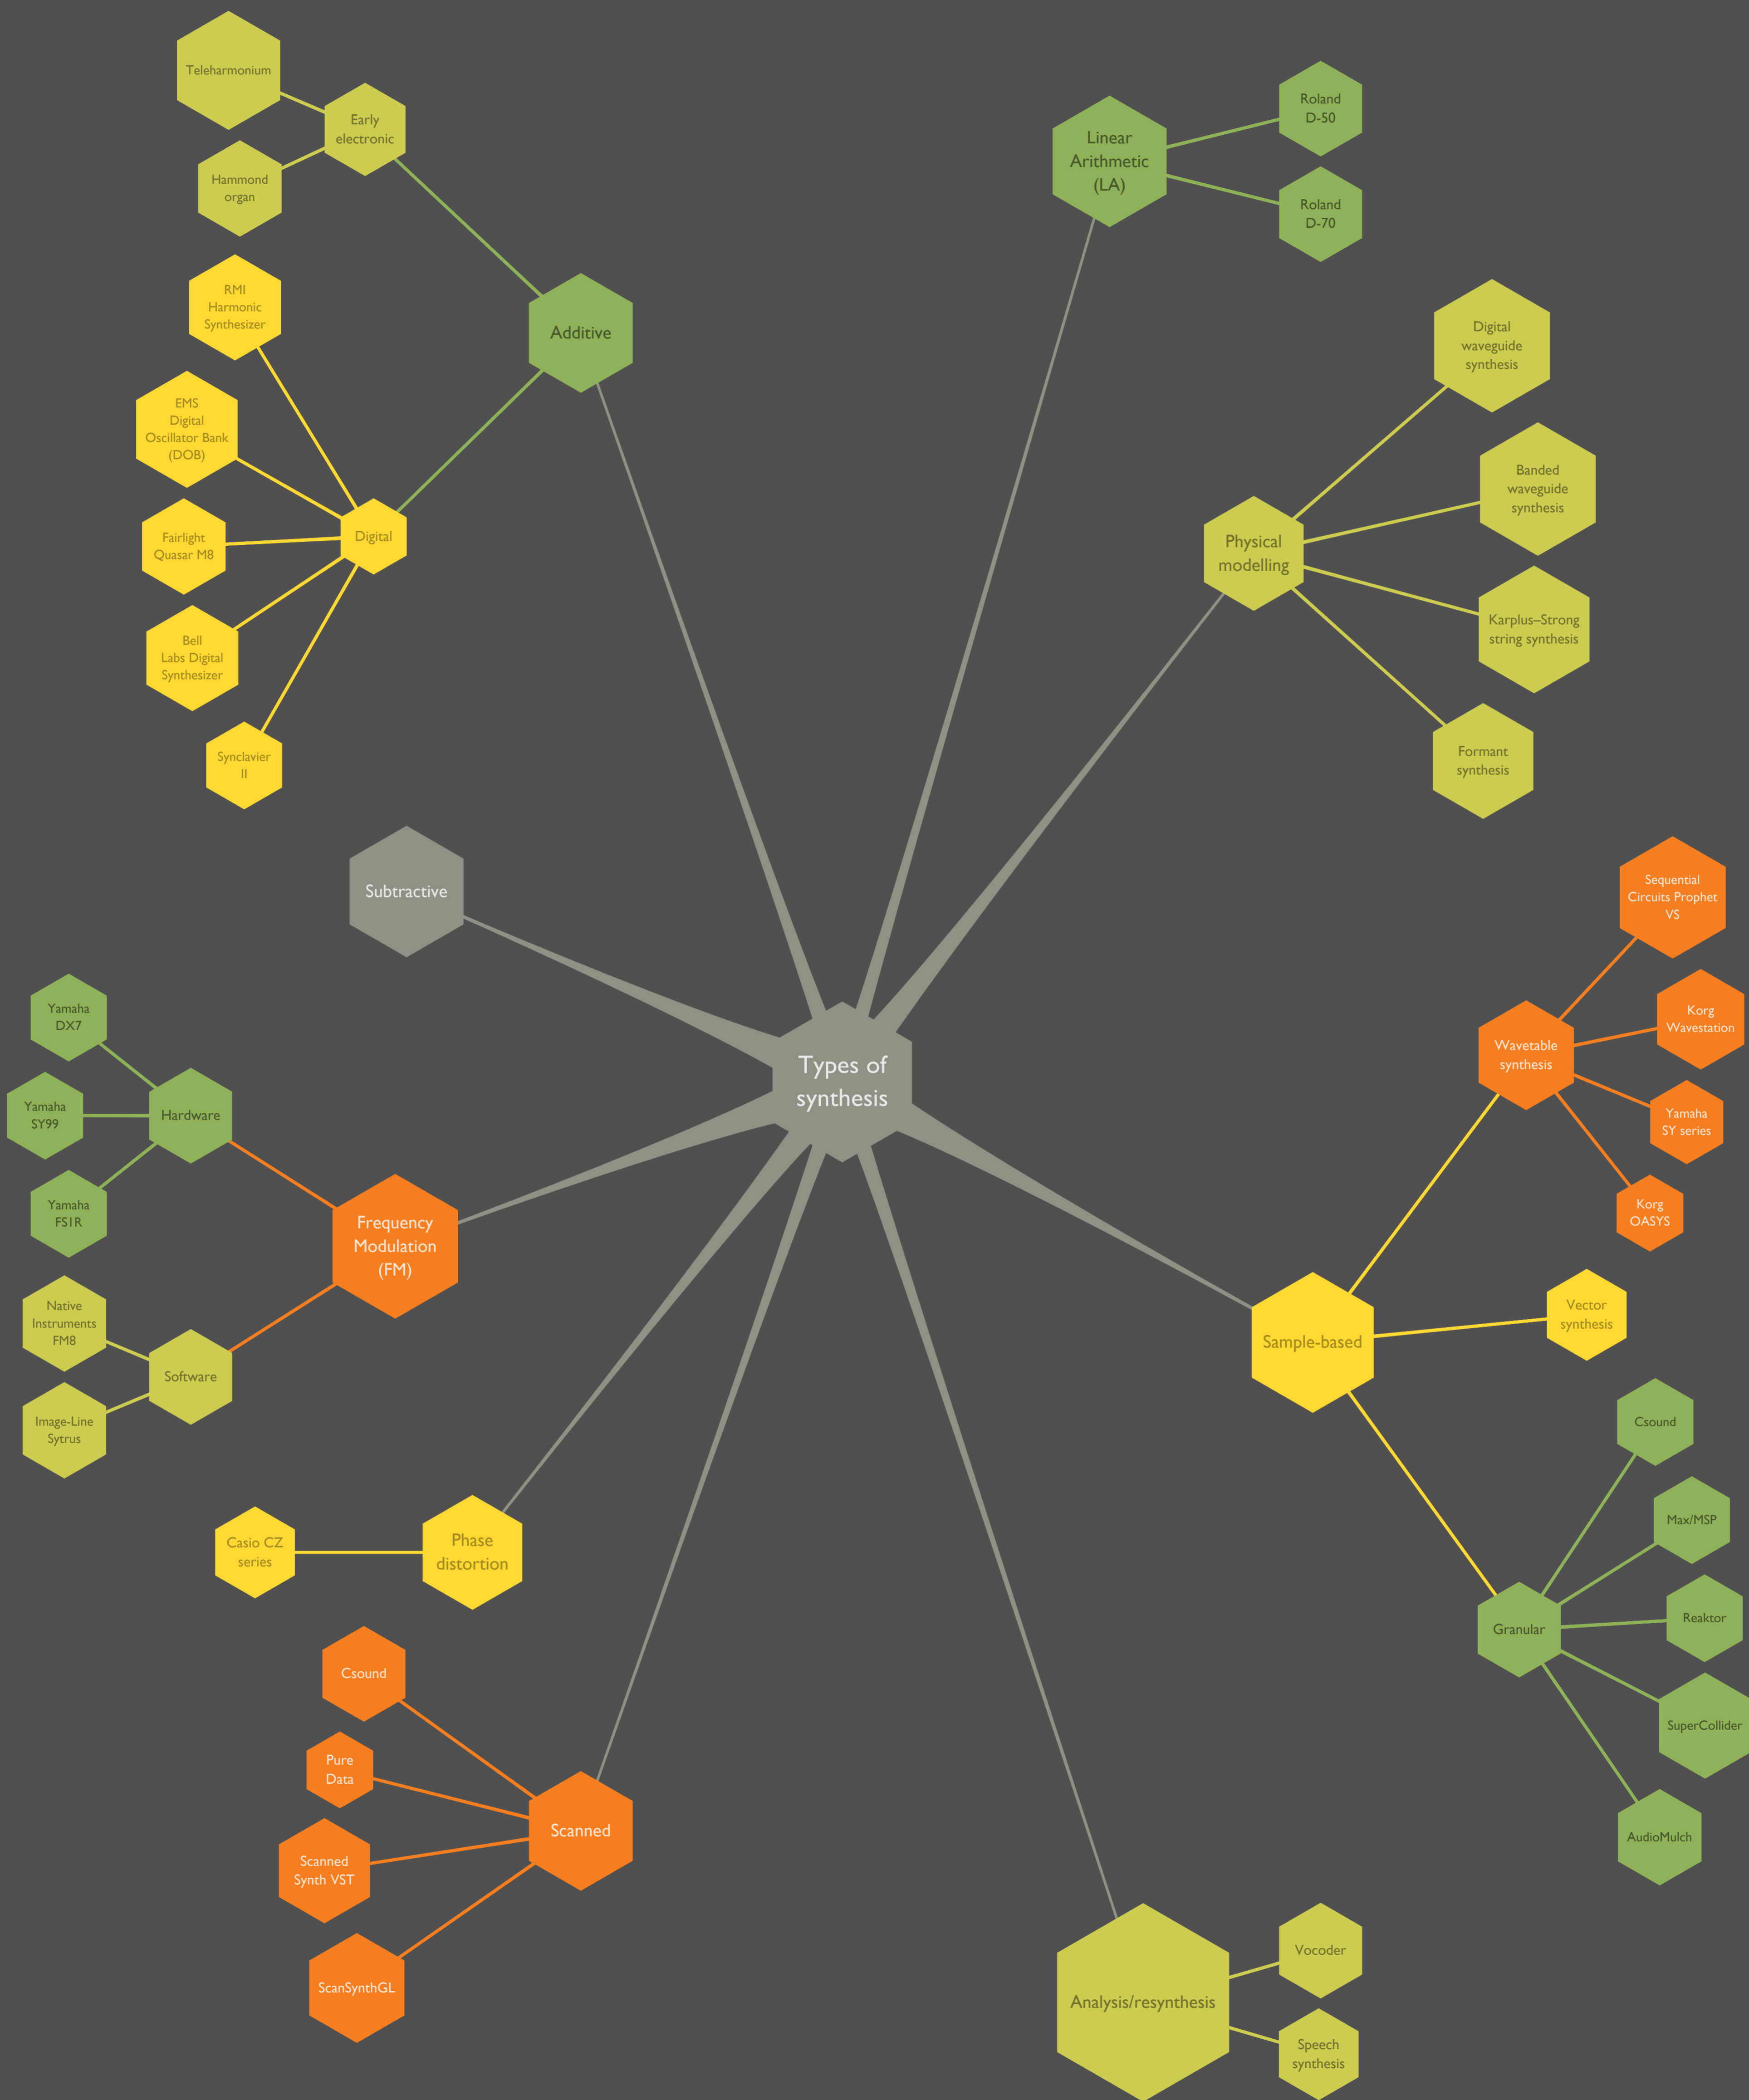 Teleharmonium
Early
electronic
Hammond
organ
RMI
Harmonic
Synthesizer
Additive
EMS
Digital
Oscillator Bank
(DOB)
Fairlight
Quasar M8
Digital
Bell
Labs Digital
Synthesizer
Synclavier
II
Subtractive
Yamaha
DX7
Hardware
Yamaha
SY99
Yamaha
FS1R
Frequency
Modulation
(FM)
Native
Instruments
FM8
Software
Image-Line
Sytrus
Casio CZ
series
Phase
distortion
Csound
Pure
Data
Scanned
Scanned
Synth VST
ScanSynthGL
Types of
synthesis
Linear
Arithmetic
(LA)
Roland
D-50
Roland
D-70
Digital
waveguide
synthesis
Banded
waveguide
synthesis
Physical
modelling
Karplus–Strong
string synthesis
Formant
synthesis
Sequential
Circuits Prophet
VS
Korg
Wavestation
Wavetable
synthesis
Yamaha
SY series
Korg
OASYS
Sample-based
Vector
synthesis
Csound
Max/MSP
Granular
Reaktor
SuperCollider
AudioMulch
Analysis/resynthesis
Vocoder
Speech
synthesis